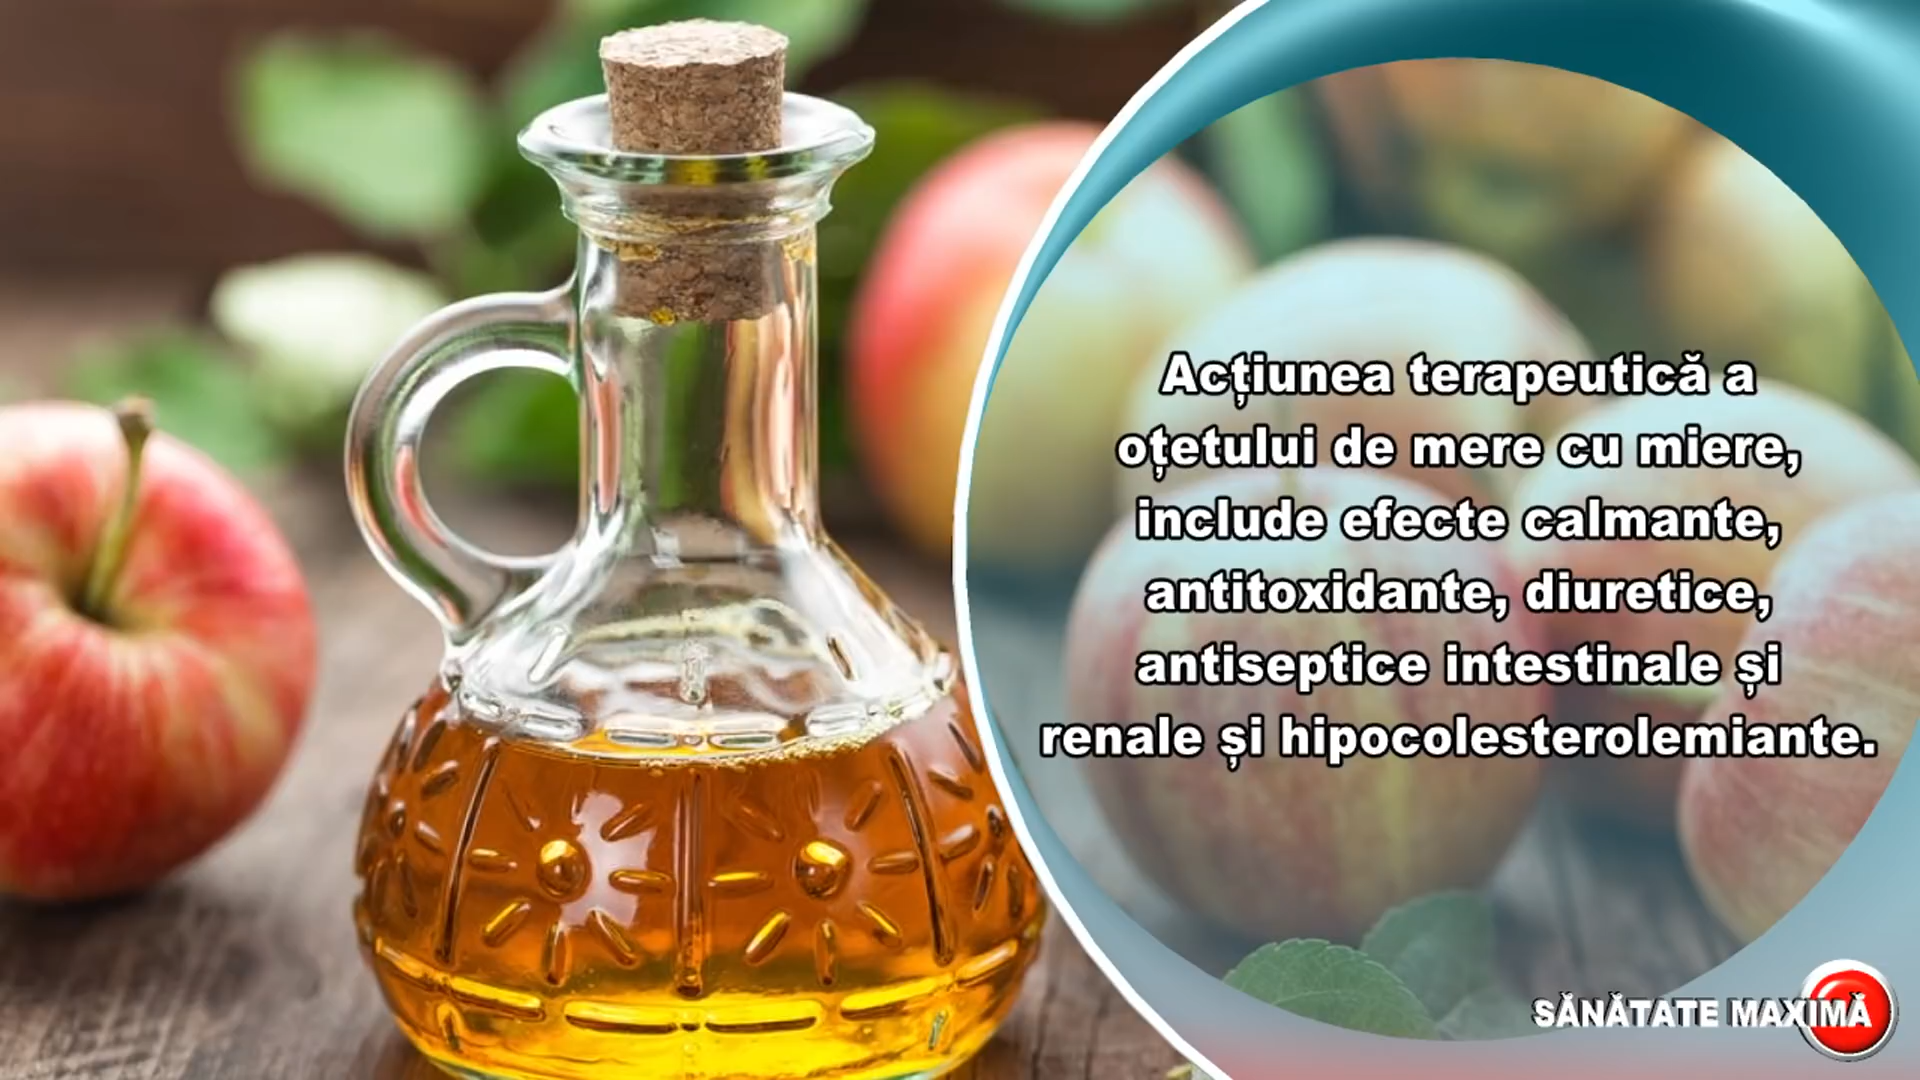 Acțiunea terapeutică a
oțetului de mere cu miere,
include efecte calmante,
antitoxidante, diuretice,
antiseptice intestinale și
renale și hipocolesterolemiante.
SĂNĂTATE MAXIMĂ